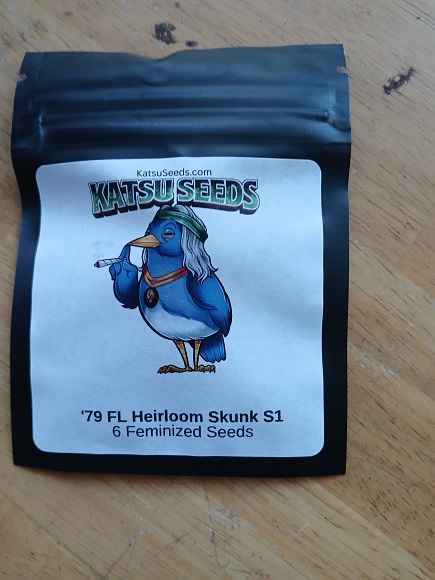 KatsuSeeds.com
KATSU SEEDS
'79 FL Heirloom Skunk S1
6 Feminized Seeds